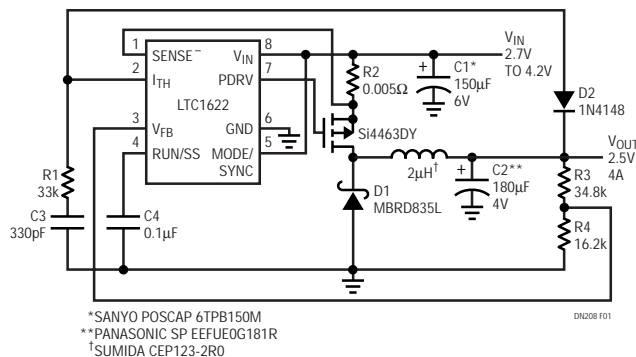 1
SENSE⁻
2
ITH
LTC1622
3
VFB
4
RUN/SS
VIN
8
PDRV
7
GND
6
MODE/
SYNC
5
R2
0.005Ω
+
C1*
150µF
6V
VIN
2.7V
TO 4.2V
D2
1N4148
Si4463DY
R1
33k
C3
330pF
C4
0.1µF
D1
MBRD835L
2µH†
+
C2**
180µF
4V
VOUT
2.5V
4A
R3
34.8k
R4
16.2k
DN208 F01
*SANYO POSCAP 6TPB150M
**PANASONIC SP EEFUE0G181R
†SUMIDA CEP123-2R0